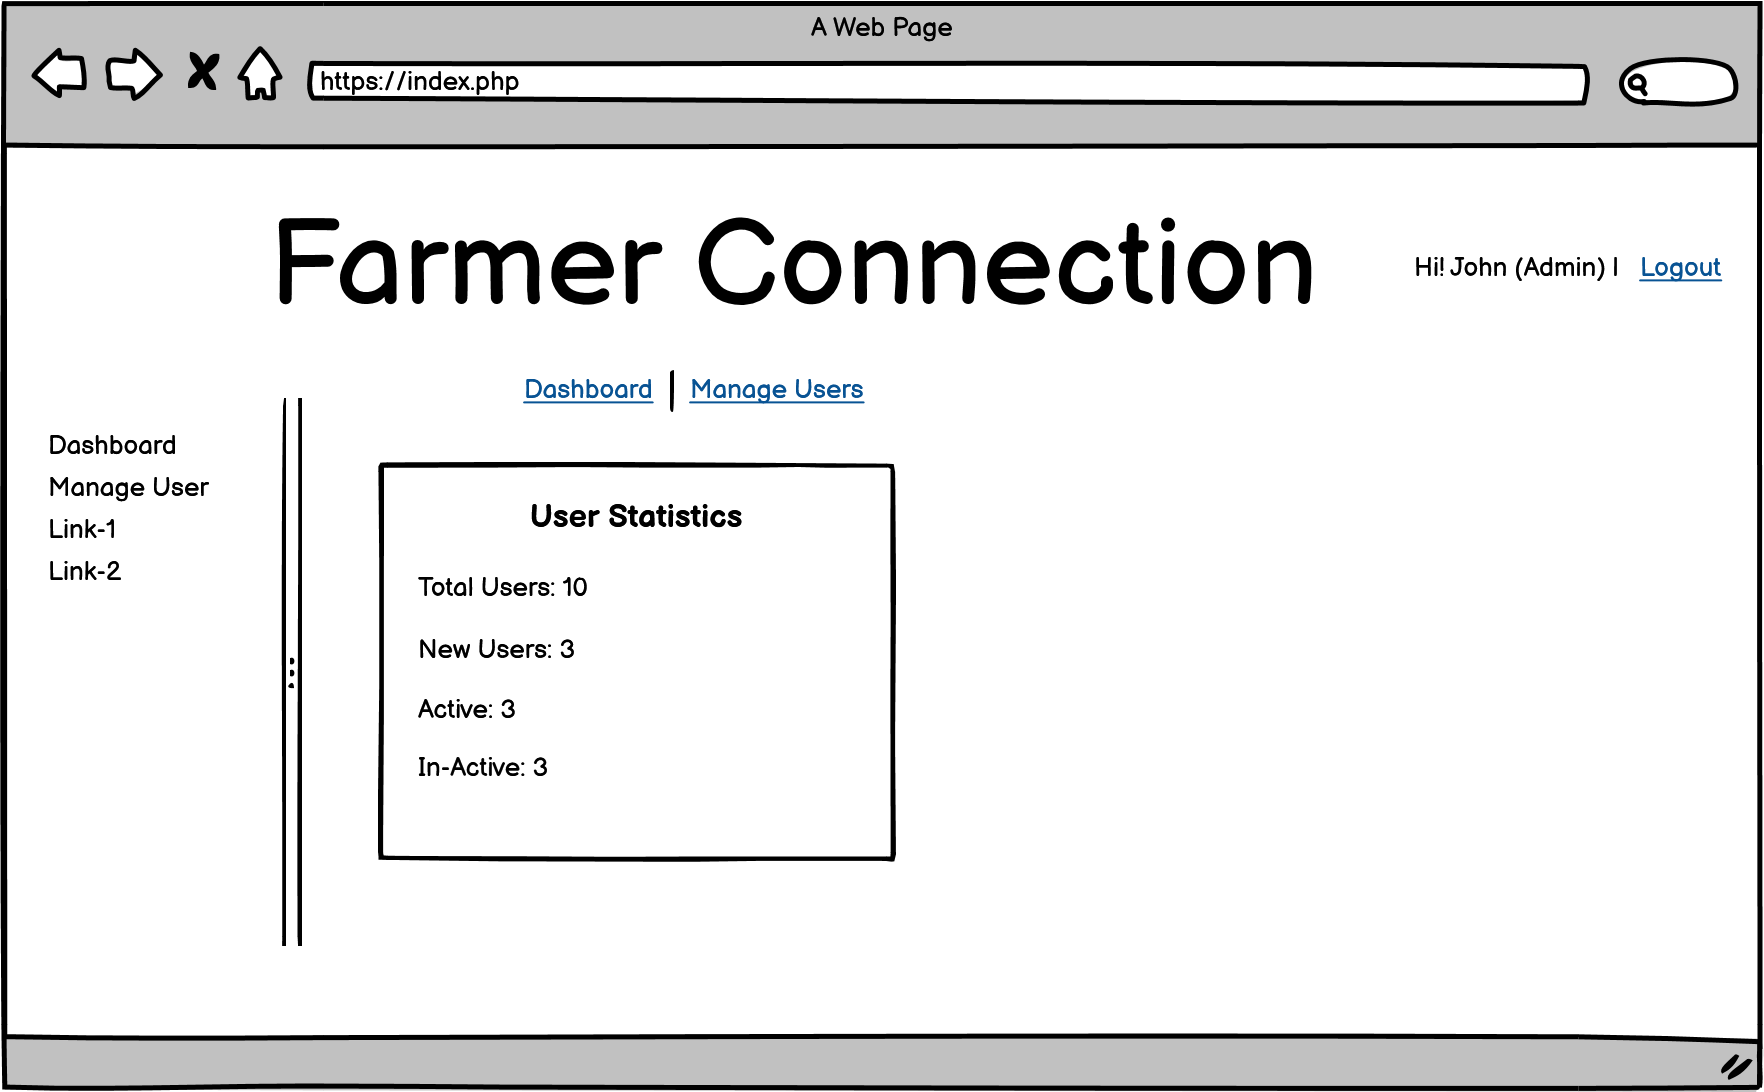 A Web Page
https://index.php
Farmer Connection
Hi! John (Admin) | Logout
Dashboard | Manage Users
Dashboard
Manage User
Link-1
Link-2
User Statistics
Total Users: 10
New Users: 3
Active: 3
In-Active: 3